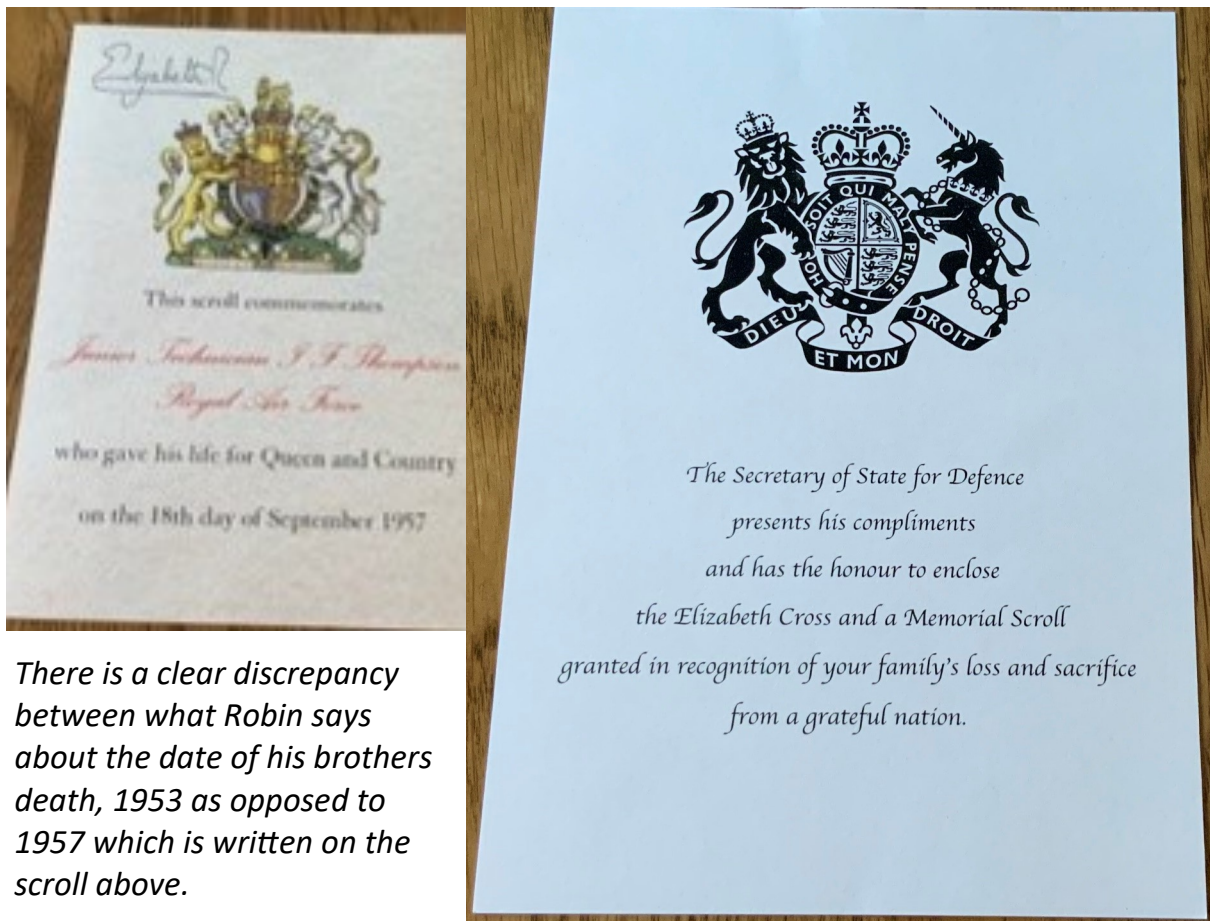 Elizabeth R
This scroll commemorates
Junior Technician I F Thompson
Royal Air Force
who gave his life for Queen and Country
on the 18th day of September 1957
There is a clear discrepancy
between what Robin says
about the date of his brothers
death, 1953 as opposed to
1957 which is written on the
scroll above.
HONI SOIT QUI MAL Y PENSE
DIEU ET MON DROIT
The Secretary of State for Defence
presents his compliments
and has the honour to enclose
the Elizabeth Cross and a Memorial Scroll
granted in recognition of your family's loss and sacrifice
from a grateful nation.